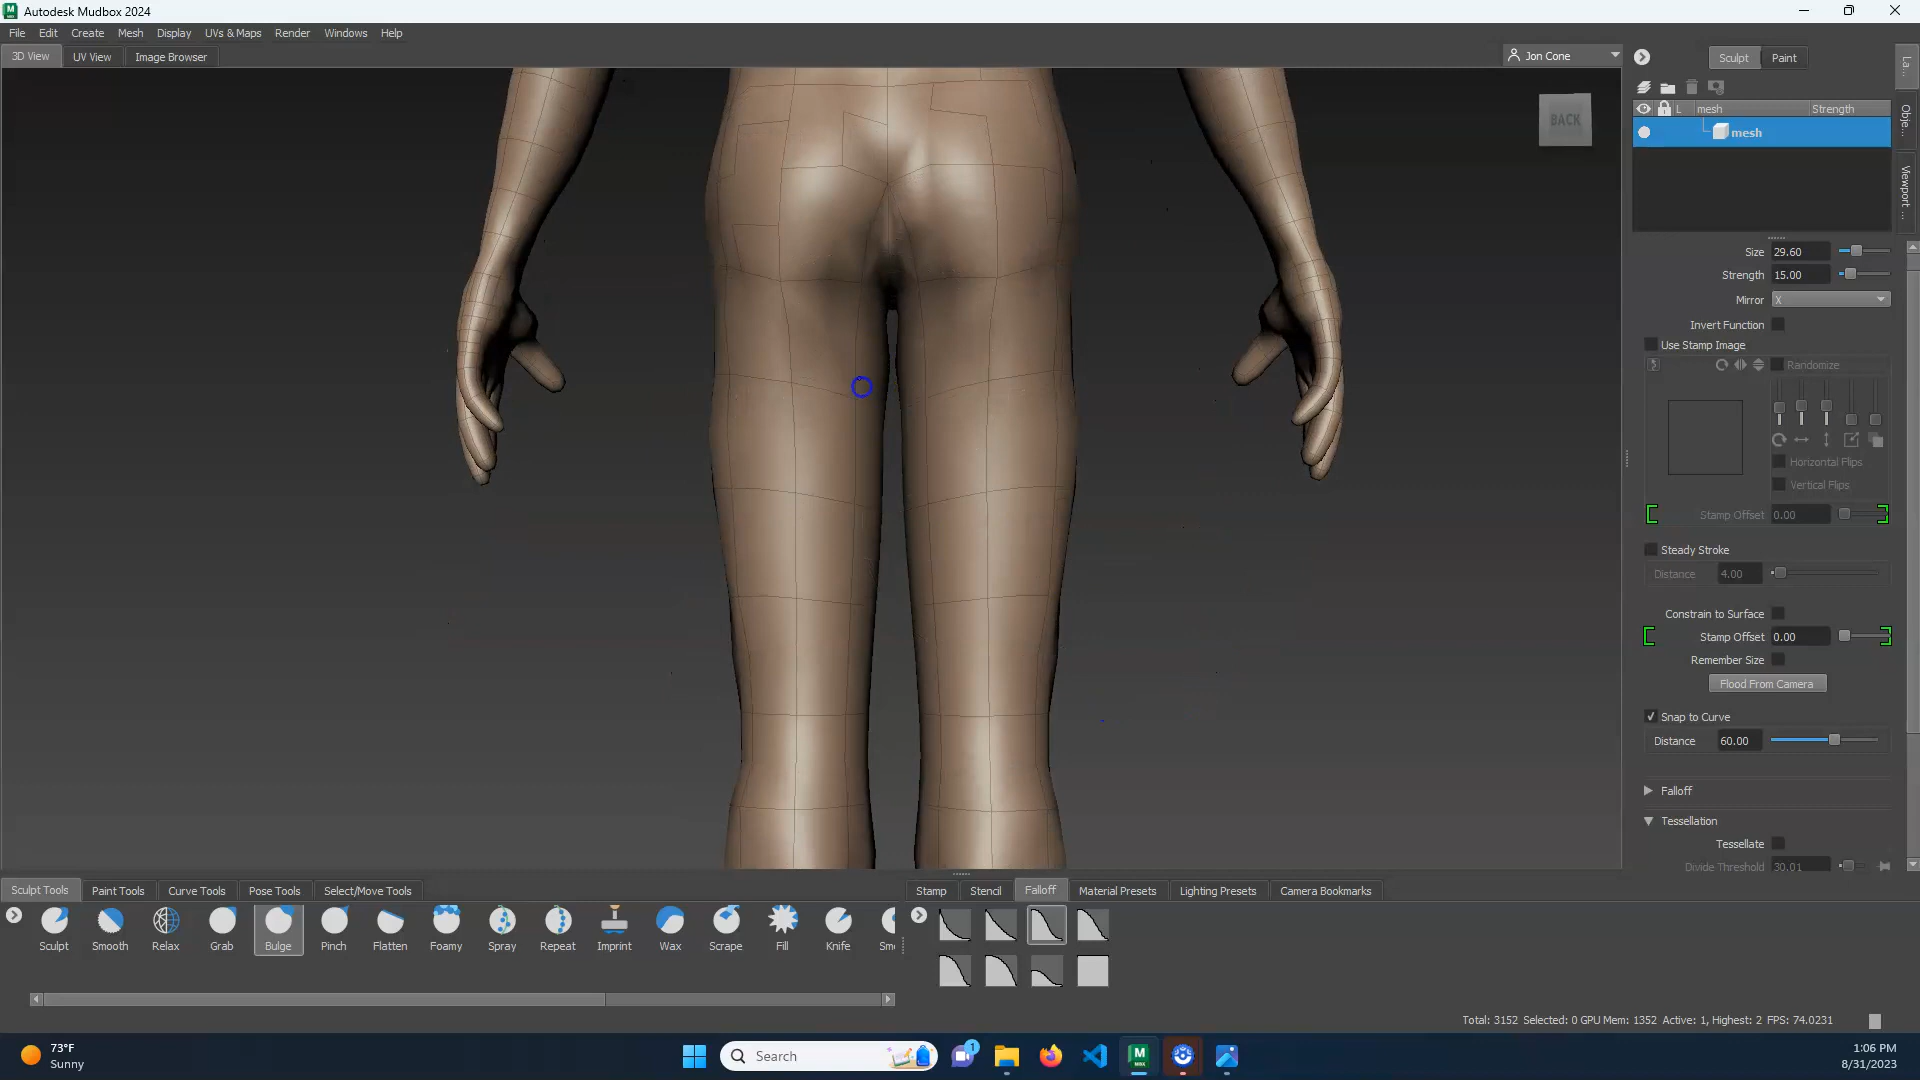 Autodesk Mudbox 2024
File Edit Create Mesh Display UVs & Maps Render Windows Help
3D View UV View Image Browser
Jon Cone
Sculpt Paint
La...
L mesh Strength
mesh
Obje...
Viewport ...
BACK
Size 29.60
Strength 15.00
Mirror X
Invert Function
Use Stamp Image
Randomize
Horizontal Flips
Vertical Flips
Stamp Offset 0.00
Steady Stroke
Distance 4.00
Constrain to Surface
Stamp Offset 0.00
Remember Size
Flood From Camera
Snap to Curve
Distance 60.00
Falloff
Tessellation
Tessellate
Divide Threshold 30.01
Sculpt Tools Paint Tools Curve Tools Pose Tools Select/Move Tools
Stamp Stencil Falloff Material Presets Lighting Presets Camera Bookmarks
Sculpt Smooth Relax Grab Bulge Pinch Flatten Foamy Spray Repeat Imprint Wax Scrape Fill Knife Sm
Total: 3152 Selected: 0 GPU Mem: 1352 Active: 1, Highest: 2 FPS: 74.0231
73°F
Sunny
Search
1
1:06 PM
8/31/2023